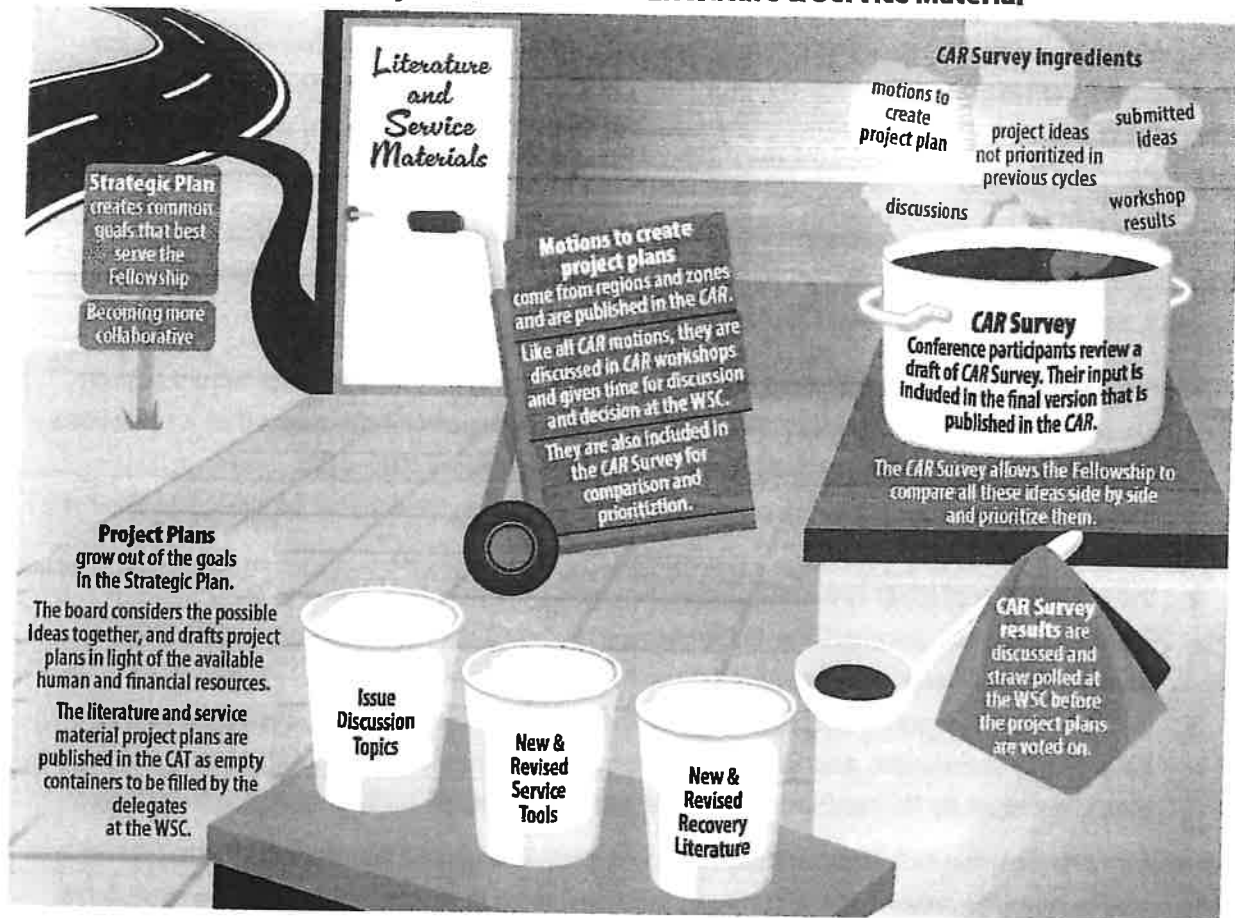 Literature
and
Service
Materials
Strategic Plan
creates common
goals that best
serve the
Fellowship
Becoming more
collaborative
Motions to create
project plans
come from regions and zones
and are published in the CAR.
Like all CAR motions, they are
discussed in CAR workshops
and given time for discussion
and decision at the WSC.
They are also included in
the CAR Survey for
comparison and
prioritiztion.
CAR Survey Ingredients
motions to
create
project plan
project ideas
not prioritized in
previous cycles
submitted
ideas
discussions
workshop
results
CAR Survey
Conference participants review a
draft of CAR Survey. Their input is
included in the final version that is
published in the CAR.
The CAR Survey allows the Fellowship to
compare all these ideas side by side
and prioritize them.
CAR Survey
results are
discussed and
straw polled at
the WSC before
the project plans
are voted on.
Project Plans
grow out of the goals
in the Strategic Plan.
The board considers the possible
ideas together, and drafts project
plans in light of the available
human and financial resources.
The literature and service
material project plans are
published in the CAT as empty
containers to be filled by the
delegates
at the WSC.
Issue
Discussion
Topics
New &
Revised
Service
Tools
New &
Revised
Recovery
Literature